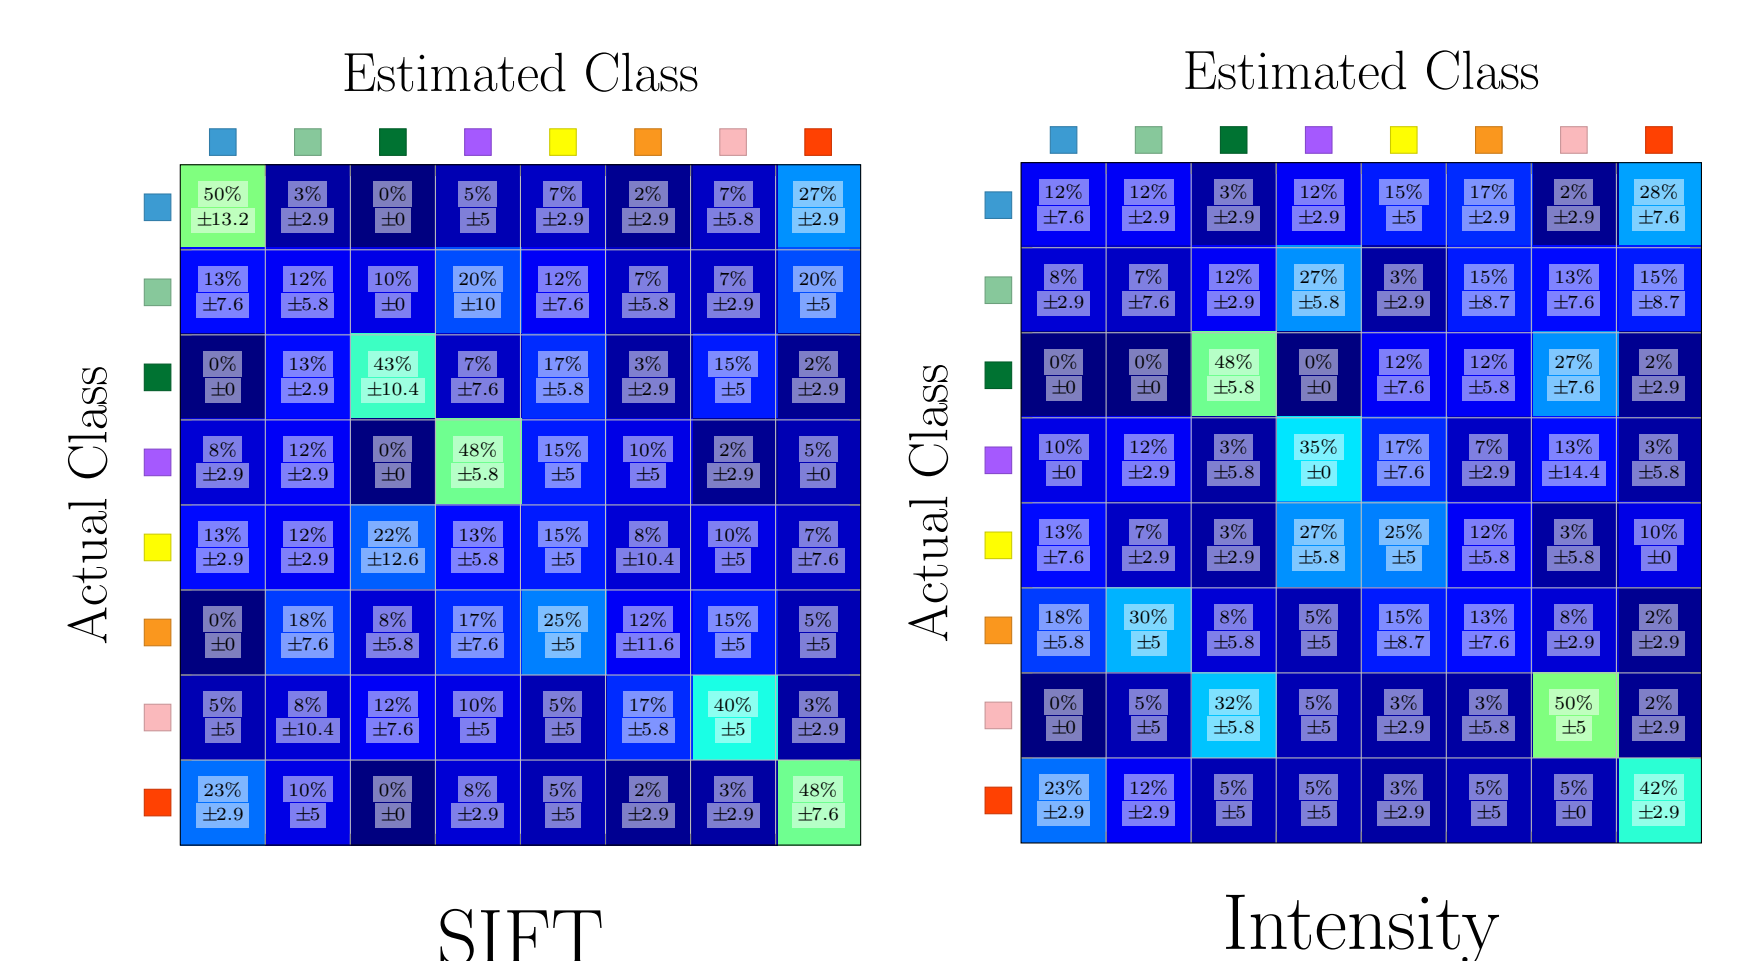 Estimated Class
Actual Class
50% 3% 0% 5% 7% 2% 7% 27%
±13.2 ±2.9 ±0 ±5 ±2.9 ±2.9 ±5.8 ±2.9
13% 12% 10% 20% 12% 7% 7% 20%
±7.6 ±5.8 ±0 ±10 ±7.6 ±5.8 ±2.9 ±5
0% 13% 43% 7% 17% 3% 15% 2%
±0 ±2.9 ±10.4 ±7.6 ±5.8 ±2.9 ±5 ±2.9
8% 12% 0% 48% 15% 10% 2% 5%
±2.9 ±2.9 ±0 ±5.8 ±5 ±5 ±2.9 ±0
13% 12% 22% 13% 15% 8% 10% 7%
±2.9 ±2.9 ±12.6 ±5.8 ±5 ±10.4 ±5 ±7.6
0% 18% 8% 17% 25% 12% 15% 5%
±0 ±7.6 ±5.8 ±7.6 ±5 ±11.6 ±5 ±5
5% 8% 12% 10% 5% 17% 40% 3%
±5 ±10.4 ±7.6 ±5 ±5 ±5.8 ±5 ±2.9
23% 10% 0% 8% 5% 2% 3% 48%
±2.9 ±5 ±0 ±2.9 ±5 ±2.9 ±2.9 ±7.6
SIFT
Estimated Class
Actual Class
12% 12% 3% 12% 15% 17% 2% 28%
±7.6 ±2.9 ±2.9 ±2.9 ±5 ±2.9 ±2.9 ±7.6
8% 7% 12% 27% 3% 15% 13% 15%
±2.9 ±7.6 ±2.9 ±5.8 ±2.9 ±8.7 ±7.6 ±8.7
0% 0% 48% 0% 12% 12% 27% 2%
±0 ±0 ±5.8 ±0 ±7.6 ±5.8 ±7.6 ±2.9
10% 12% 3% 35% 17% 7% 13% 3%
±0 ±2.9 ±5.8 ±0 ±7.6 ±2.9 ±14.4 ±5.8
13% 7% 3% 27% 25% 12% 3% 10%
±7.6 ±2.9 ±2.9 ±5.8 ±5 ±5.8 ±5.8 ±0
18% 30% 8% 5% 15% 13% 8% 2%
±5.8 ±5 ±5.8 ±5 ±8.7 ±7.6 ±2.9 ±2.9
0% 5% 32% 5% 3% 3% 50% 2%
±0 ±5 ±5.8 ±5 ±2.9 ±5.8 ±5 ±2.9
23% 12% 5% 5% 3% 5% 5% 42%
±2.9 ±2.9 ±5 ±5 ±2.9 ±5 ±0 ±2.9
Intensity